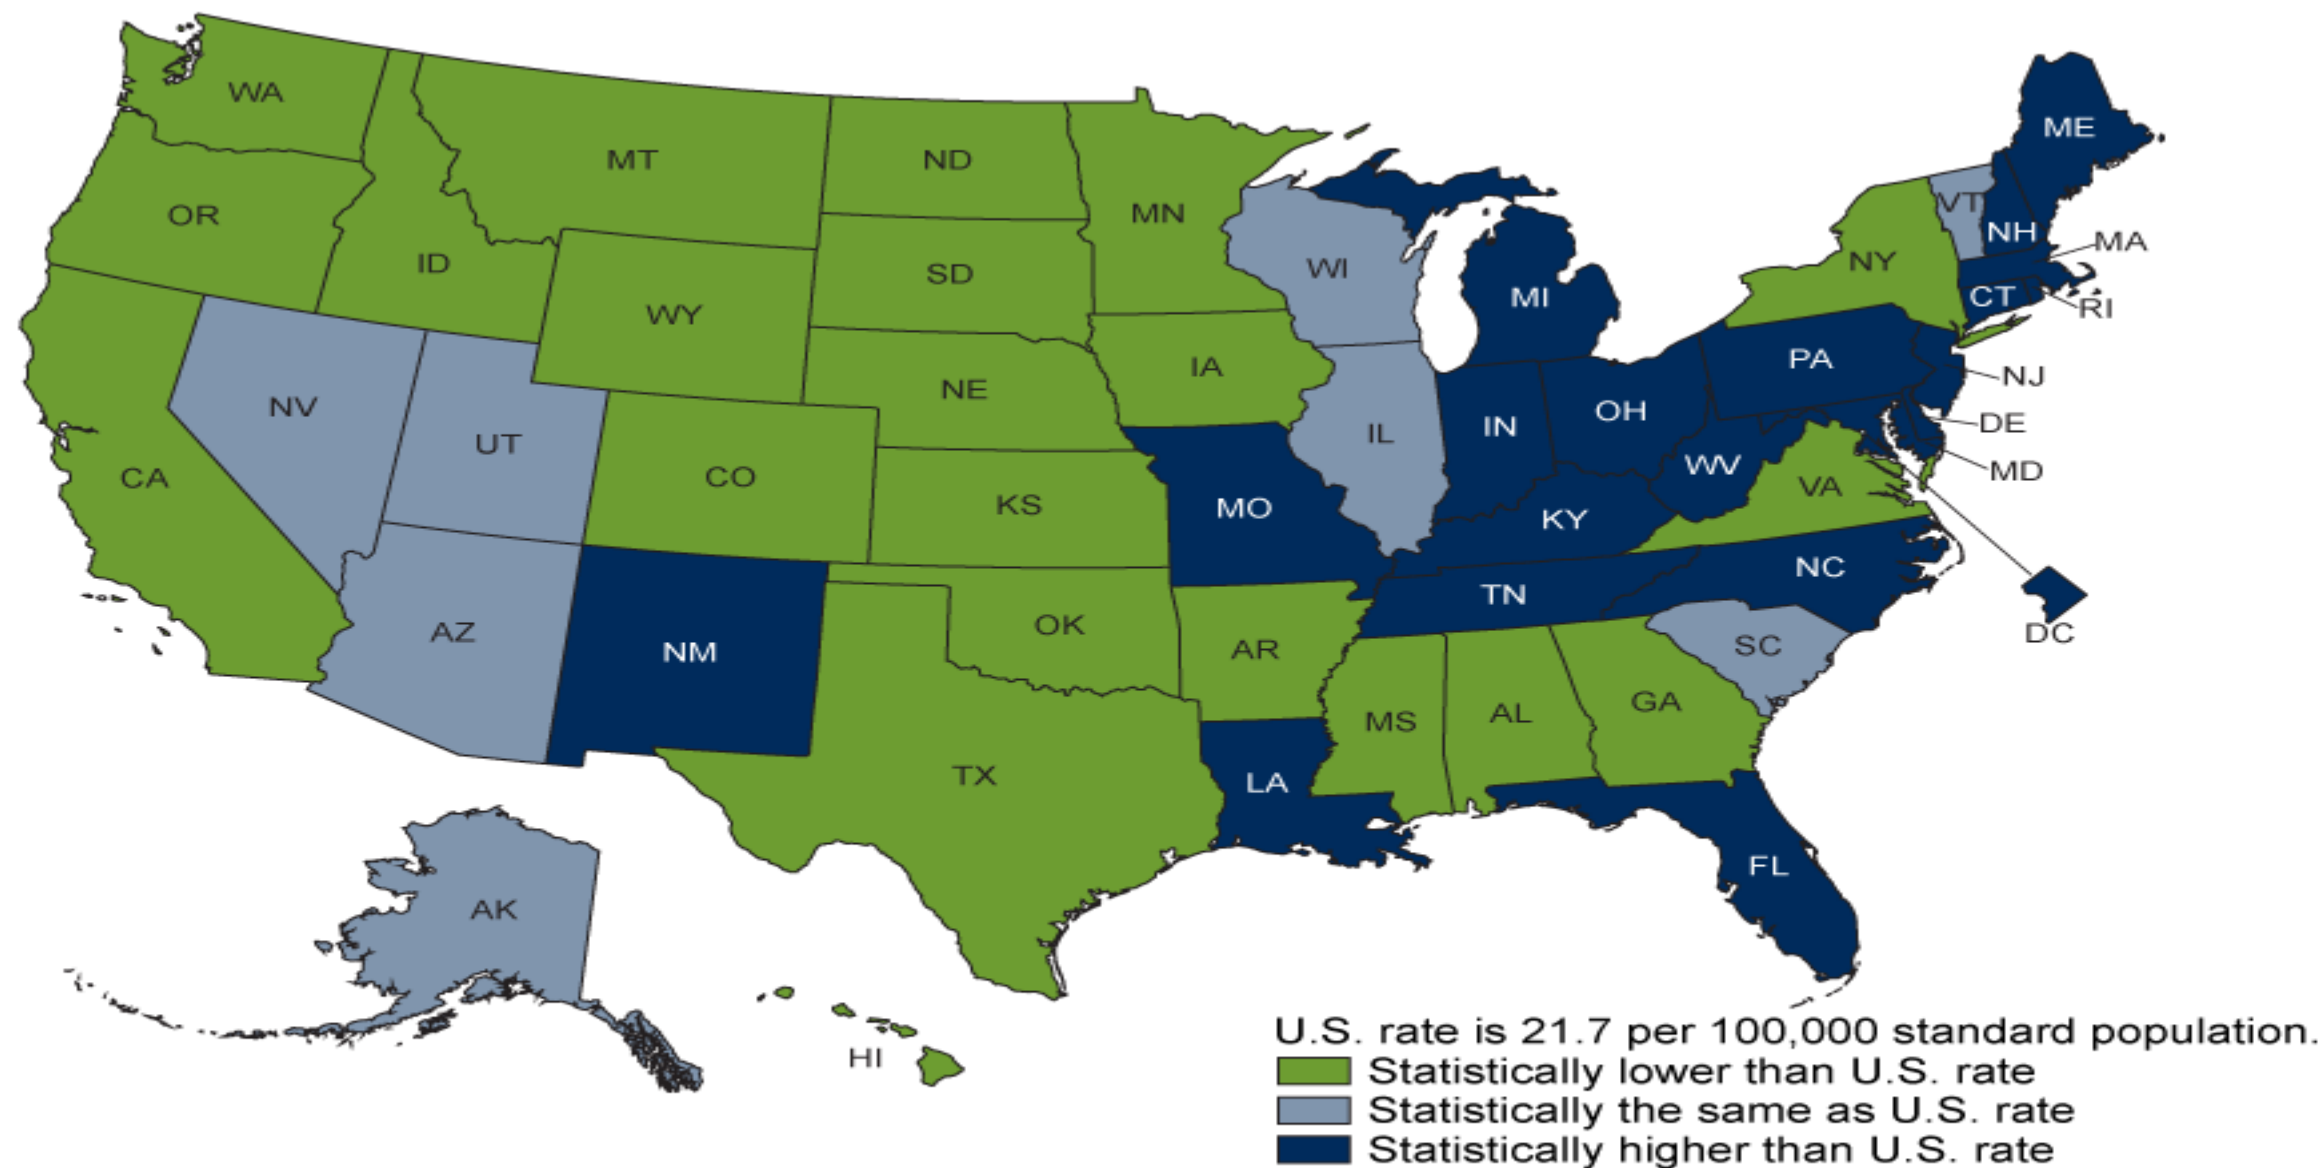 WA
ME
MT
ND
OR
MN
VT
NH
MA
ID
SD
WI
NY
WY
MI
CT
RI
IA
PA
NJ
NE
NV
OH
DE
UT
IN
IL
WV
MD
CA
CO
VA
KS
MO
KY
NC
TN
OK
DC
AZ
NM
AR
SC
MS
AL
GA
TX
LA
FL
AK
HI
U.S. rate is 21.7 per 100,000 standard population.
Statistically lower than U.S. rate
Statistically the same as U.S. rate
Statistically higher than U.S. rate